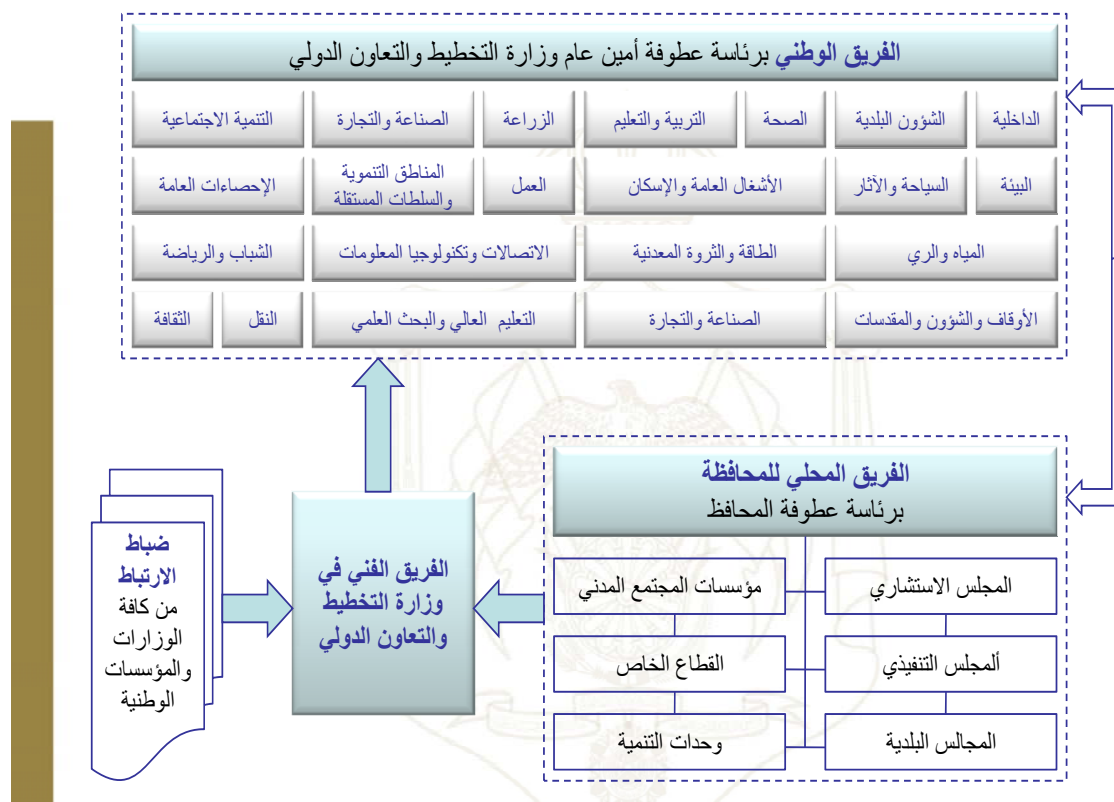 الفريق الوطني برئاسة عطوفة أمين عام وزارة التخطيط والتعاون الدولي
الداخلية
الشؤون البلدية
الصحة
التربية والتعليم
الزراعة
الصناعة والتجارة
التنمية الاجتماعية
البيئة
السياحة والآثار
الأشغال العامة والإسكان
العمل
المناطق التنموية
والسلطات المستقلة
الإحصاءات العامة
المياه والري
الطاقة والثروة المعدنية
الاتصالات وتكنولوجيا المعلومات
الشباب والرياضة
الأوقاف والشؤون والمقدسات
الصناعة والتجارة
التعليم العالي والبحث العلمي
النقل
الثقافة
الفريق المحلي للمحافظة
برئاسة عطوفة المحافظ
المجلس الاستشاري
مؤسسات المجتمع المدني
ألمجلس التنفيذي
القطاع الخاص
المجالس البلدية
وحدات التنمية
الفريق الفني في
وزارة التخطيط
والتعاون الدولي
ضباط
الارتباط
من كافة
الوزارات
والمؤسسات
الوطنية